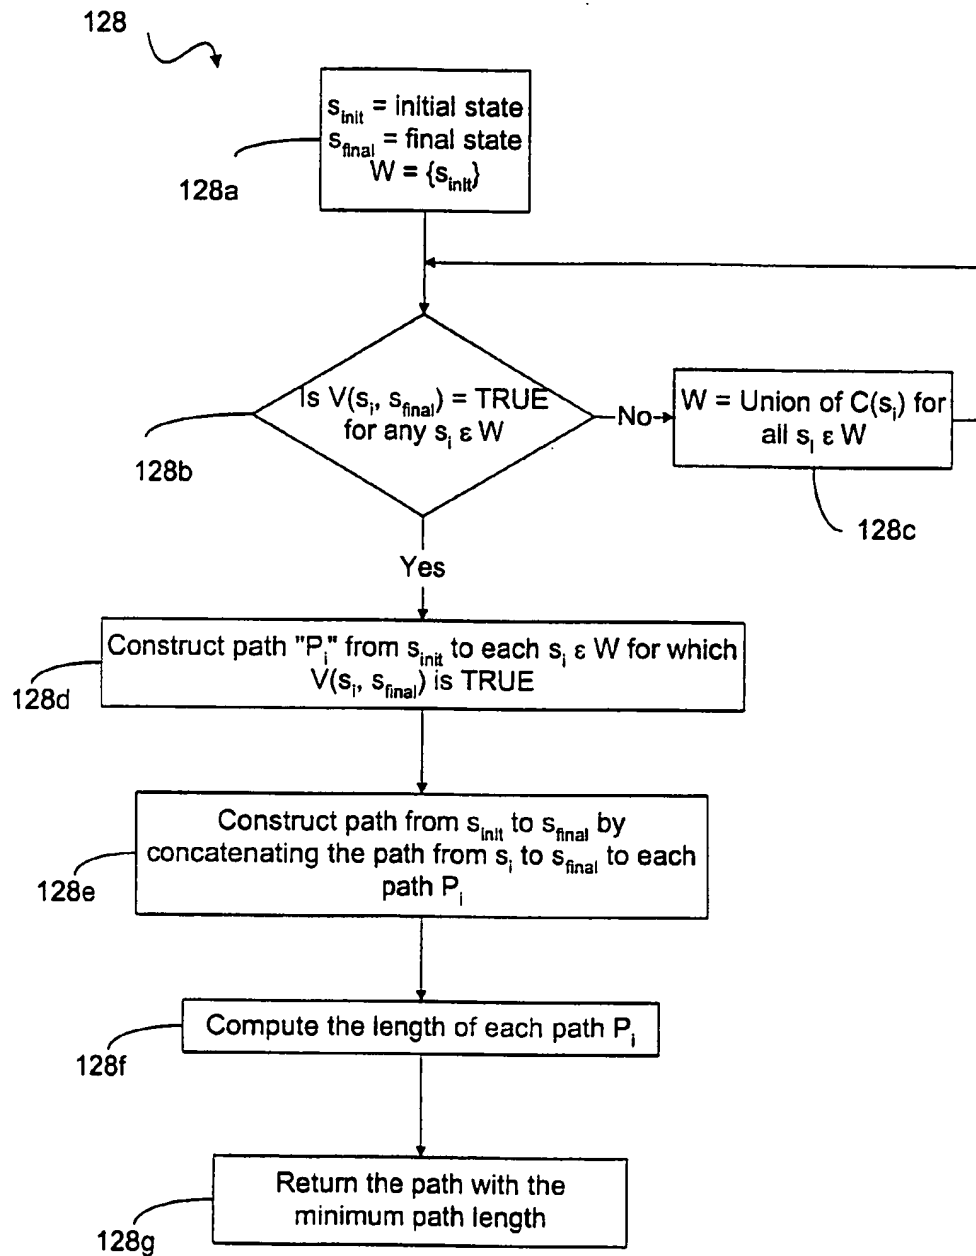 128
s_init = initial state
s_final = final state
W = {s_init}
128a
Is V(s_i, s_final) = TRUE
for any s_i ε W
128b
No
W = Union of C(s_i) for
all s_i ε W
128c
Yes
Construct path "P_i" from s_init to each s_i ε W for which
V(s_i, s_final) is TRUE
128d
Construct path from s_init to s_final by
concatenating the path from s_i to s_final to each
path P_i
128e
Compute the length of each path P_i
128f
Return the path with the
minimum path length
128g